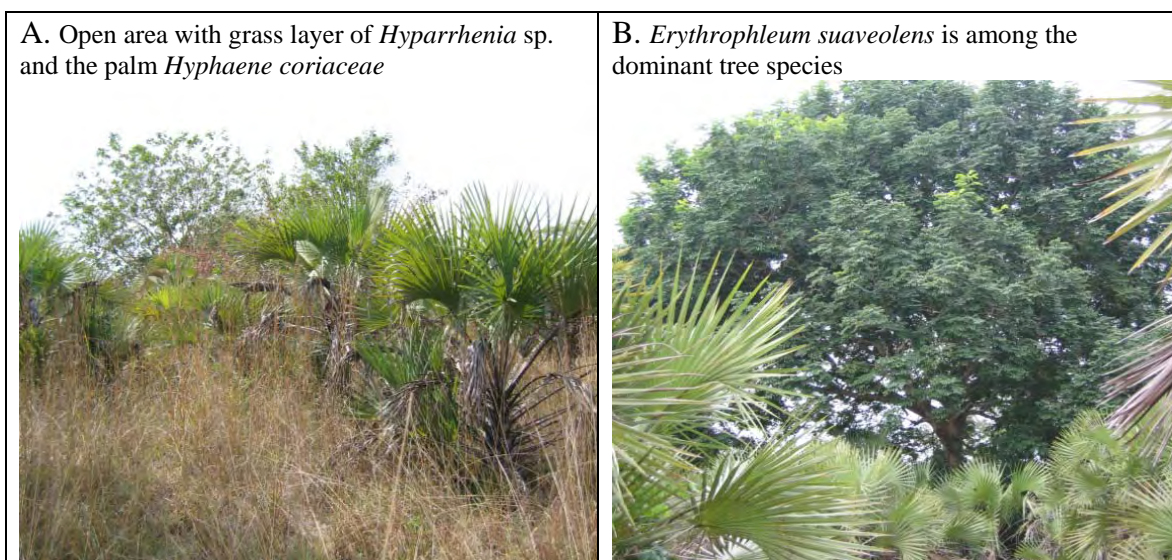 A. Open area with grass layer of Hyparrhenia sp.
and the palm Hyphaene coriaceae
B. Erythrophleum suaveolens is among the
dominant tree species